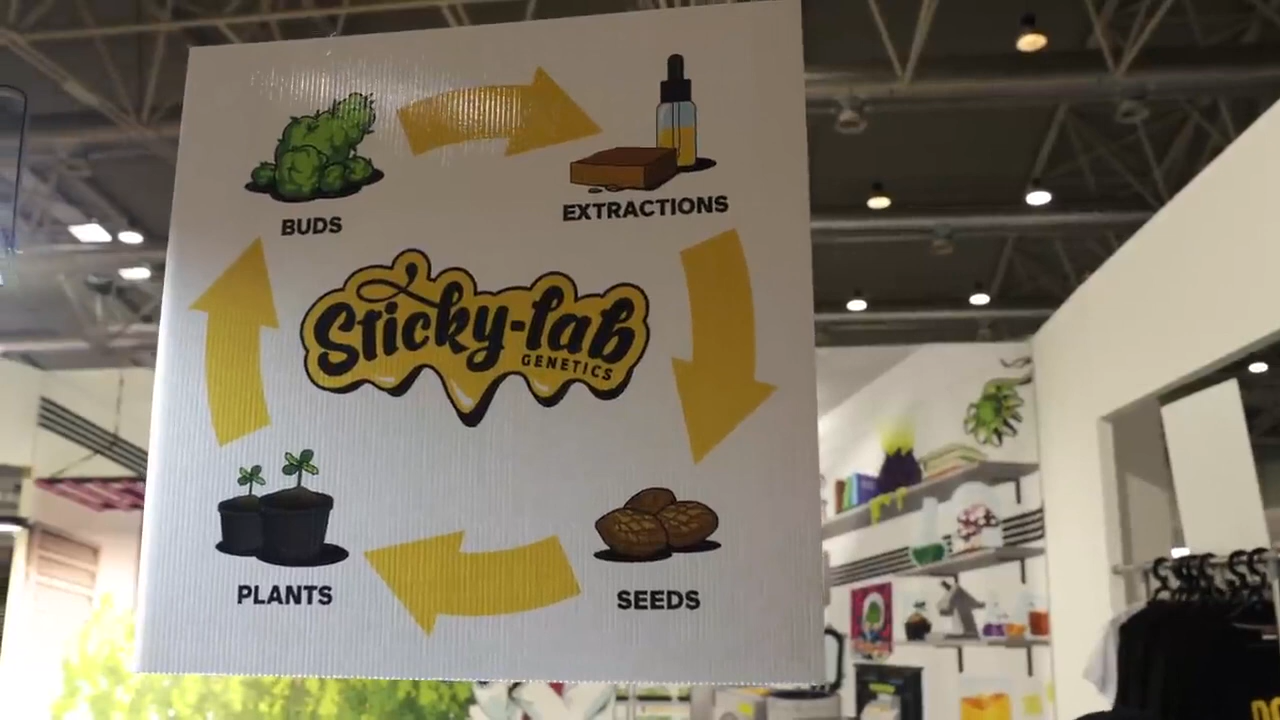 BUDS
EXTRACTIONS
Sticky-lab
GENETICS
PLANTS
SEEDS